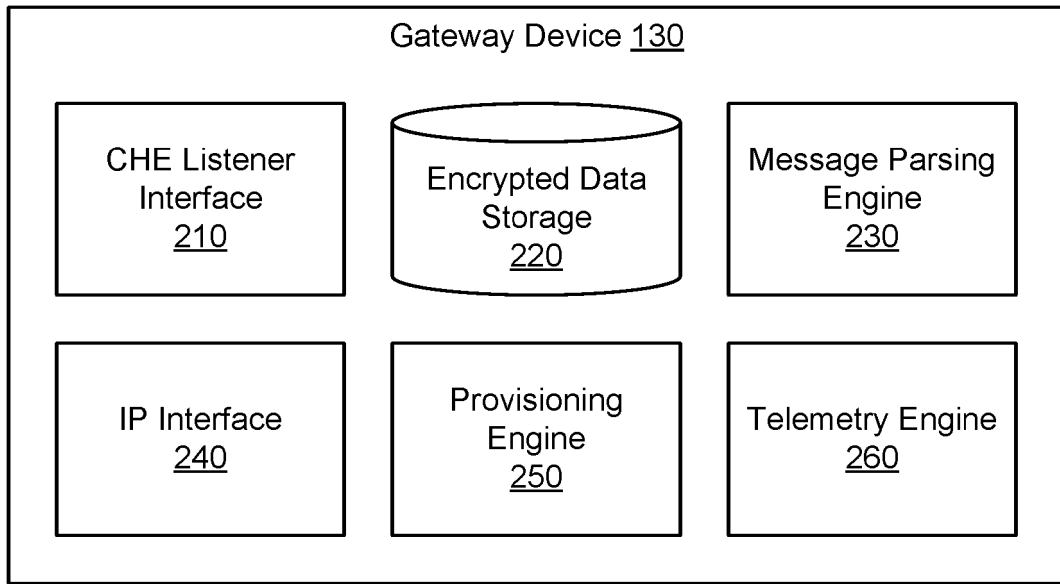 Gateway Device 130
CHE Listener
Interface
210
Encrypted Data
Storage
220
Message Parsing
Engine
230
IP Interface
240
Provisioning
Engine
250
Telemetry Engine
260